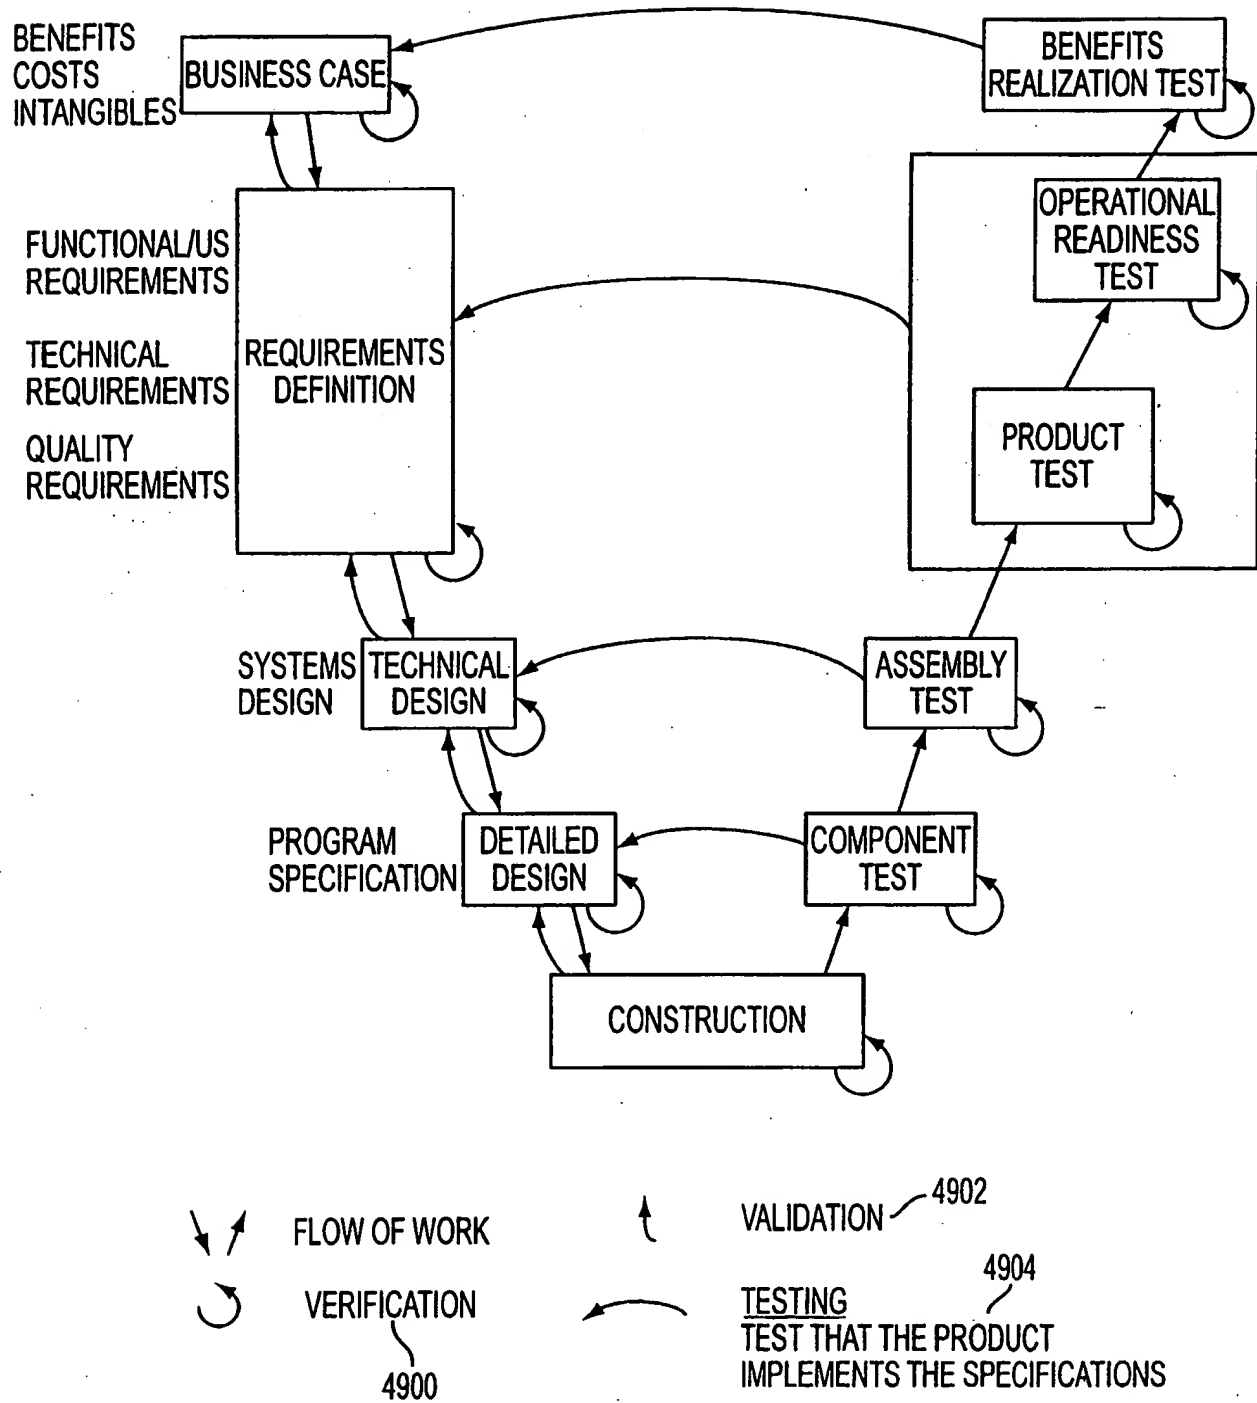 BENEFITS
COSTS
INTANGIBLES
BUSINESS CASE
BENEFITS
REALIZATION TEST
FUNCTIONAL/US
REQUIREMENTS
TECHNICAL
REQUIREMENTS
QUALITY
REQUIREMENTS
REQUIREMENTS
DEFINITION
OPERATIONAL
READINESS
TEST
PRODUCT
TEST
SYSTEMS
DESIGN
TECHNICAL
DESIGN
ASSEMBLY
TEST
PROGRAM
SPECIFICATION
DETAILED
DESIGN
COMPONENT
TEST
CONSTRUCTION
FLOW OF WORK
VERIFICATION
4900
VALIDATION
4902
4904
TESTING
TEST THAT THE PRODUCT
IMPLEMENTS THE SPECIFICATIONS